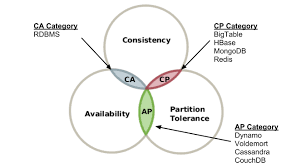 CA Category
RDBMS
CP Category
BigTable
HBase
MongoDB
Redis
Consistency
CA
CP
AP
Availability
Partition
Tolerance
AP Category
Dynamo
Voldemort
Cassandra
CouchDB